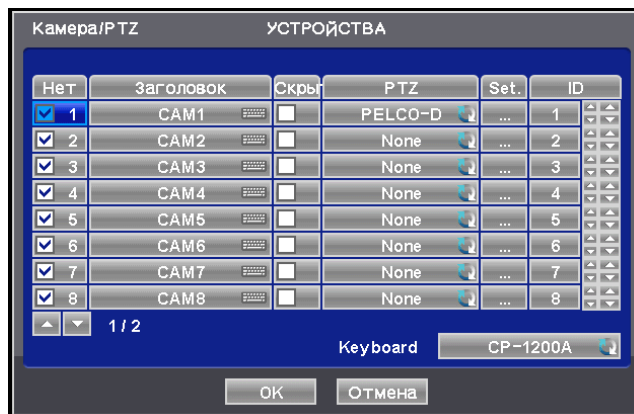 Камера/PTZ УСТРОЙСТВА
Нет Заголовок Скрыг PTZ Set. ID
1 CAM1 PELCO-D ... 1
2 CAM2 None ... 2
3 CAM3 None ... 3
4 CAM4 None ... 4
5 CAM5 None ... 5
6 CAM6 None ... 6
7 CAM7 None ... 7
8 CAM8 None ... 8
1/2
Keyboard CP-1200A
OK Отмена